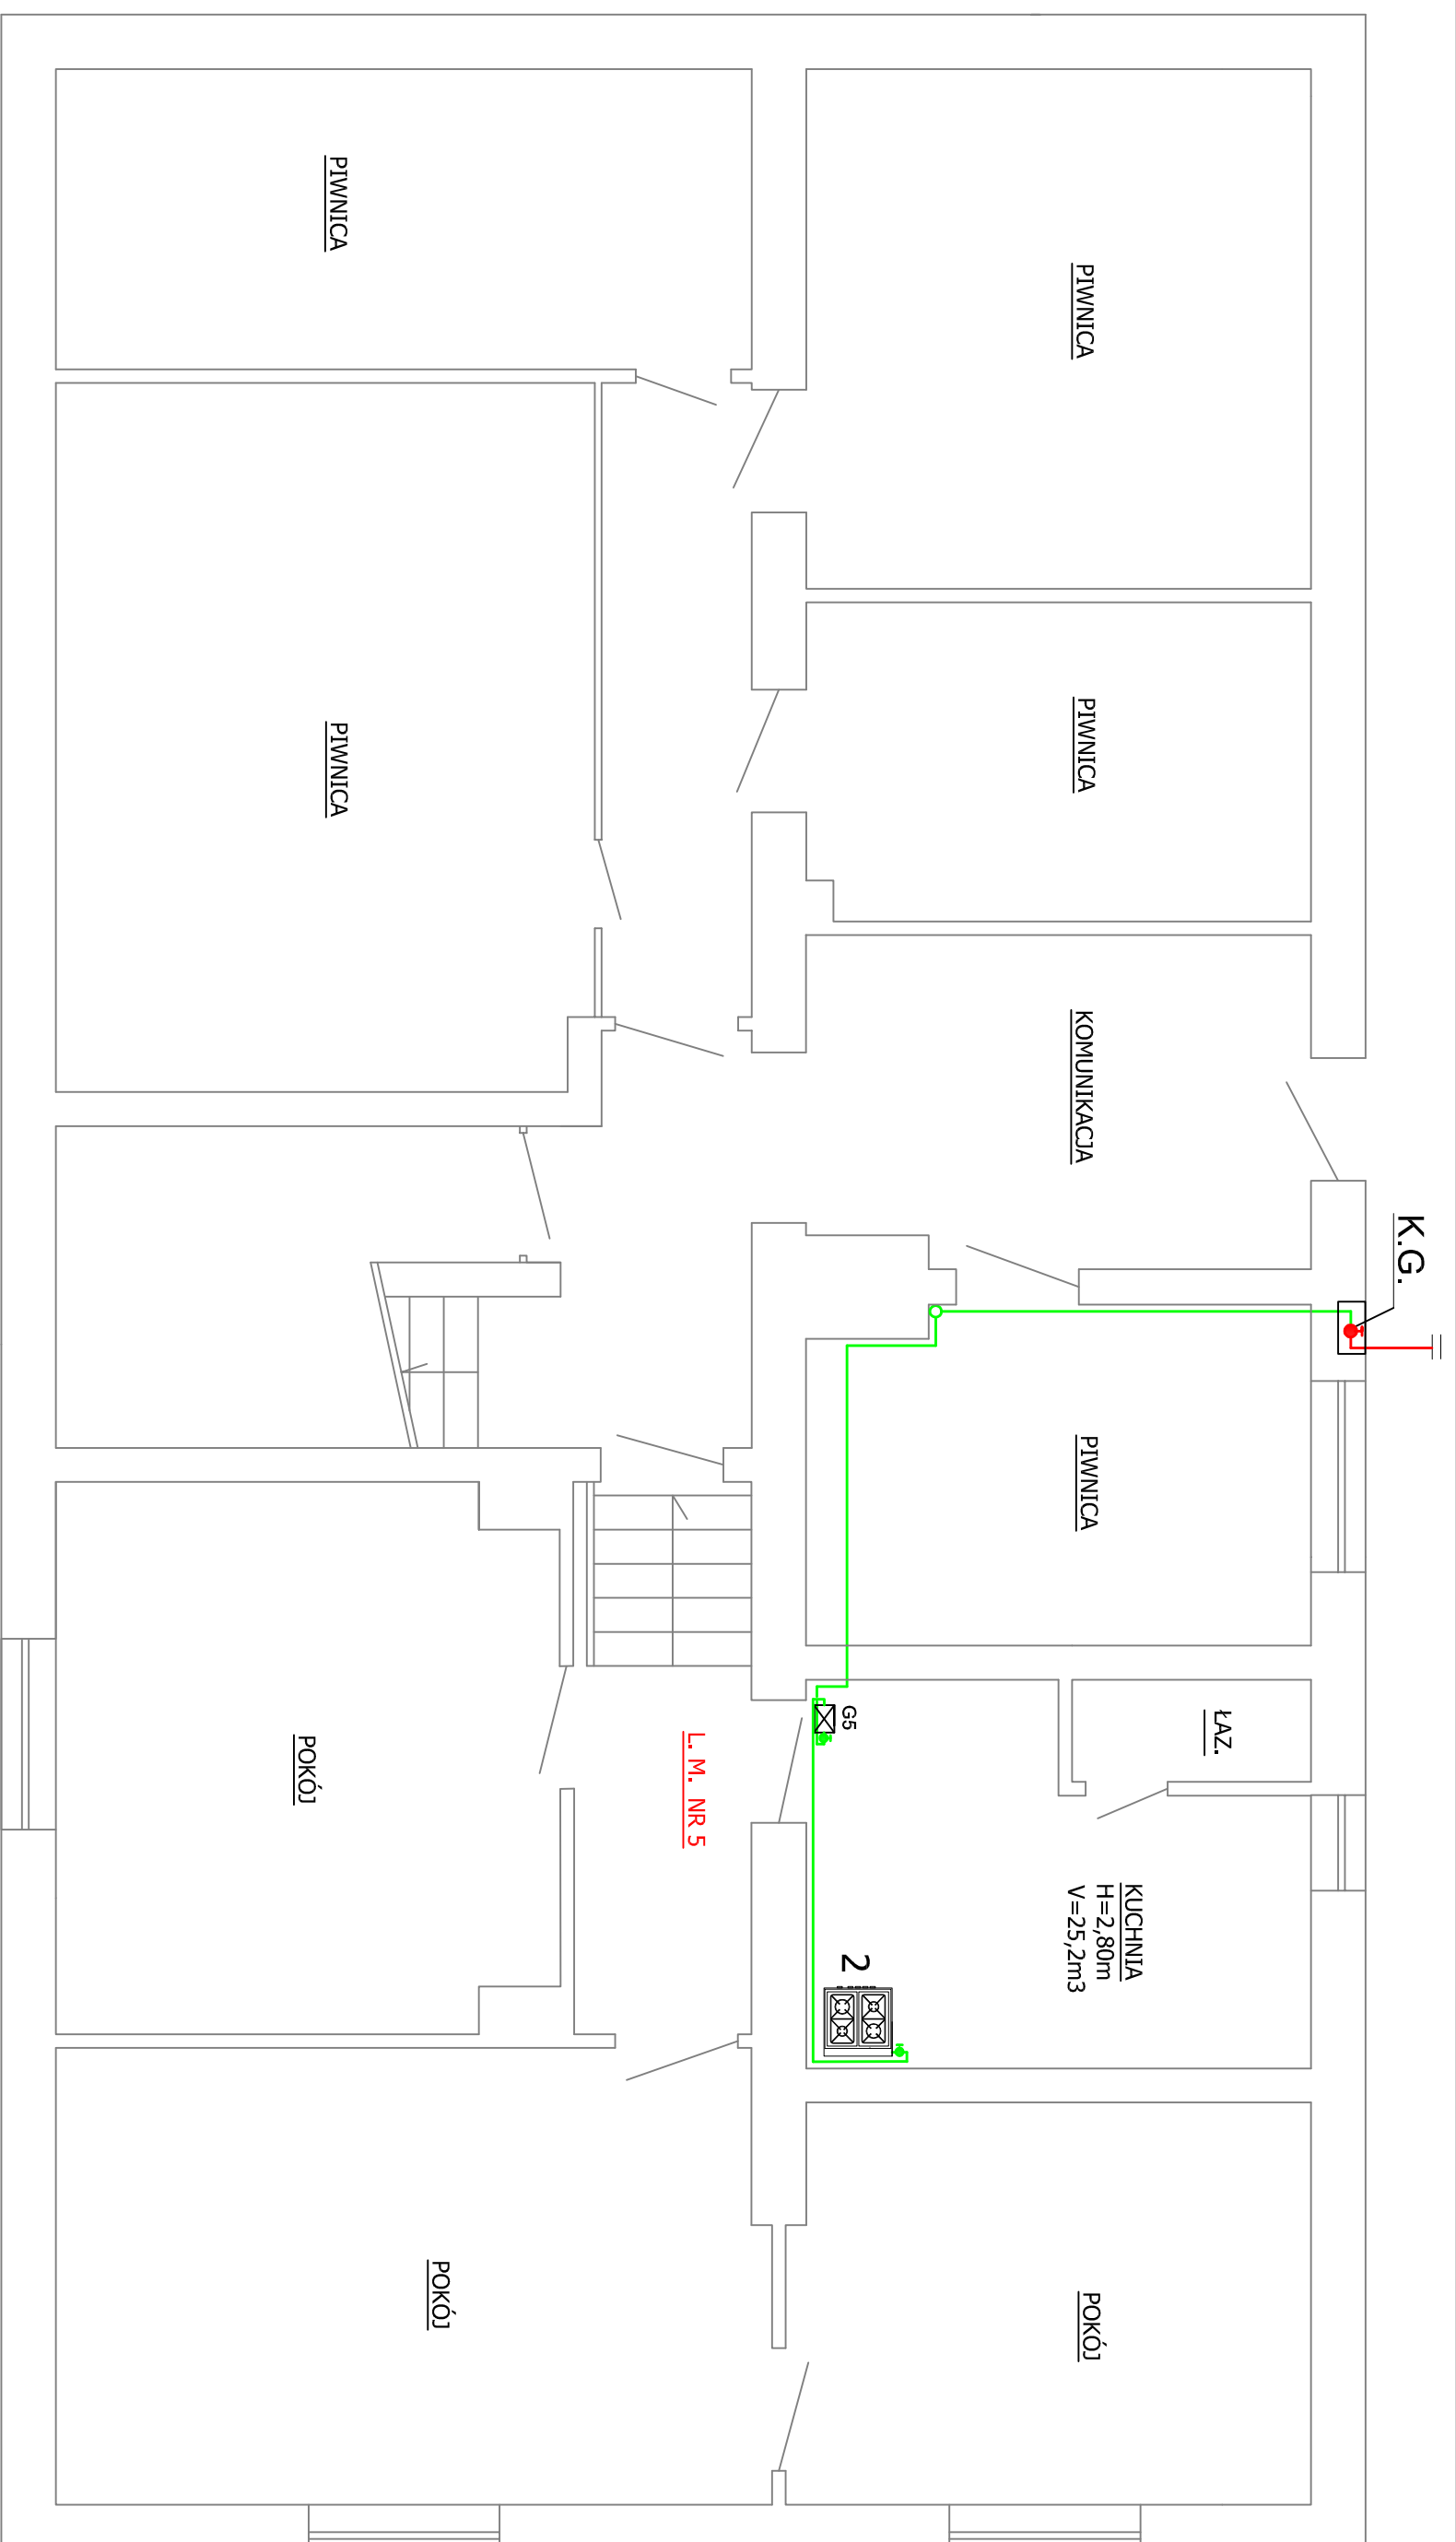 PIWNICA
PIWNICA
PIWNICA
PIWNICA
KOMUNIKACJA
K.G.
PIWNICA
ŁAZ.
G5
L. M. NR 5
POKÓJ
KUCHNIA
H=2,80m
V=25,2m3
2
POKÓJ
POKÓJ